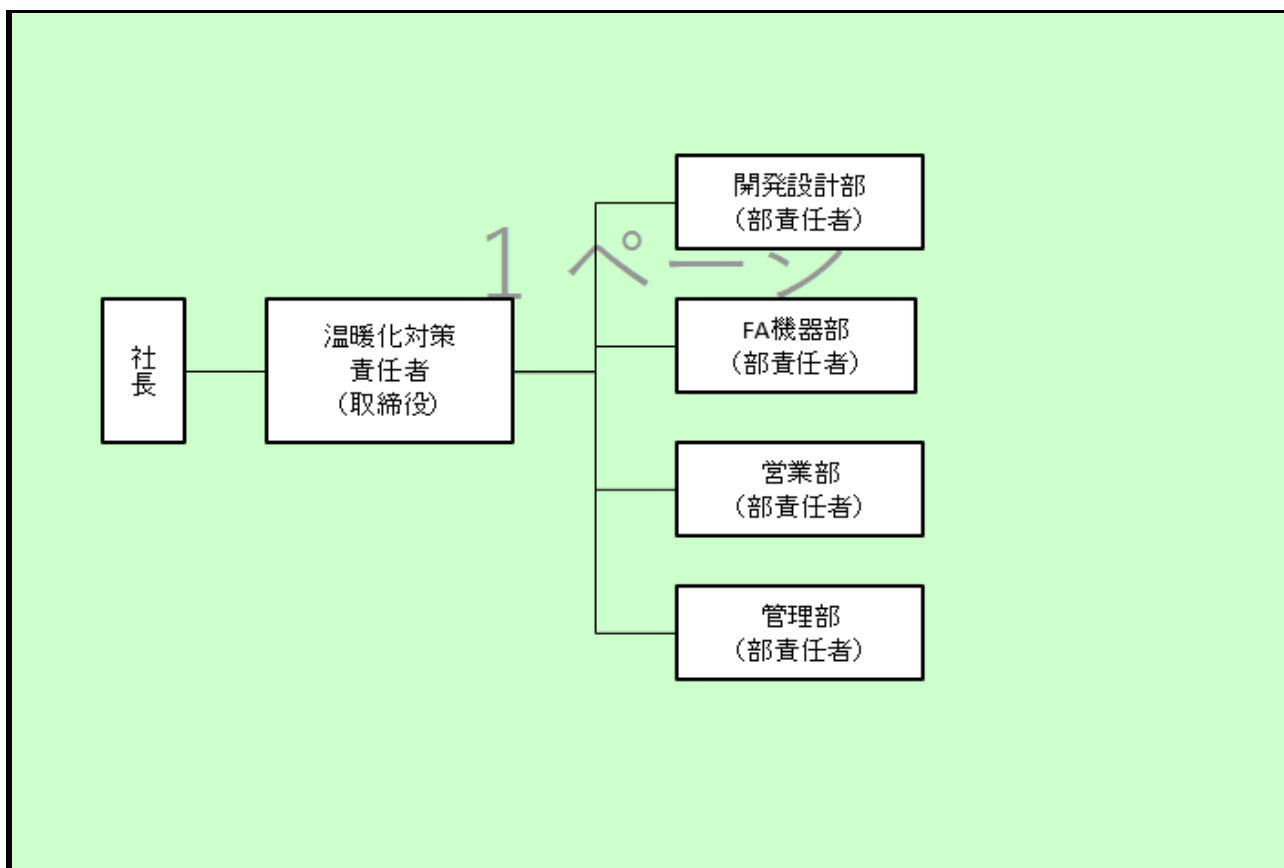 開発設計部
（部責任者）
1 ページ
社長
温暖化対策
責任者
（取締役）
FA機器部
（部責任者）
営業部
（部責任者）
管理部
（部責任者）